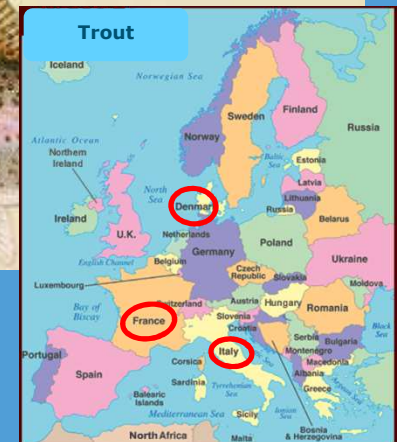 Trout
Iceland
Norwegian Sea
Finland
Sweden
Norway
Russia
Atlantic Ocean
Northern
Ireland
Estonia
Baltic
Sea
Latvia
North
Sea
Denmar
Lithuania
Russia
Belarus
Ireland
U.K.
Netherlands
Poland
Germany
English Channel
Belgium
Ukraine
Luxembourg
Czech
Republic
Slovakia
Moldova
Bay of
Biscay
Switzerland
Austria
Hungary
Romania
France
Slovenia
Croatia
Serbia
Bulgaria
Black
Sea
Italy
Montenegro
Macedonia
Portugal
Spain
Corsica
Albania
Sardinia
Tyrrehenian
Sea
Greece
Balearic
Islands
Mediterranean Sea
Sicily
Ionian
Sea
Bosnia
& Herzegovina
North Africa
Malta